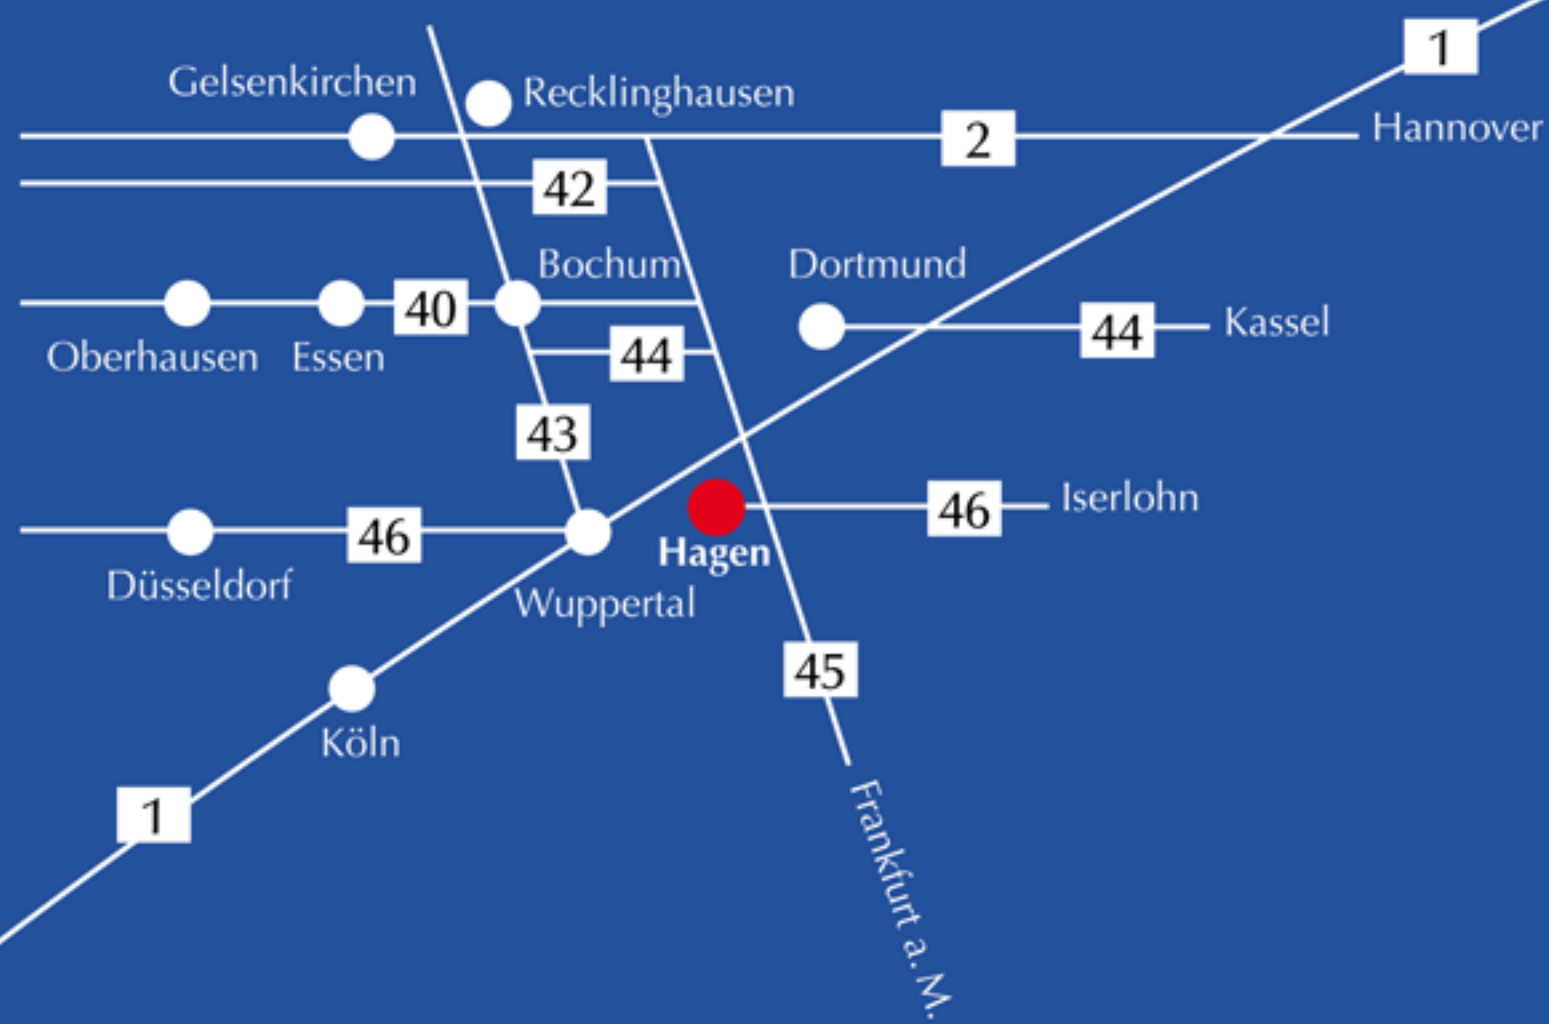 1
Gelsenkirchen
Recklinghausen
2
Hannover
42
Bochum
Dortmund
40
44
Kassel
Oberhausen
Essen
44
43
46
Iserlohn
46
Hagen
Düsseldorf
Wuppertal
45
Köln
1
Frankfurt a. M.